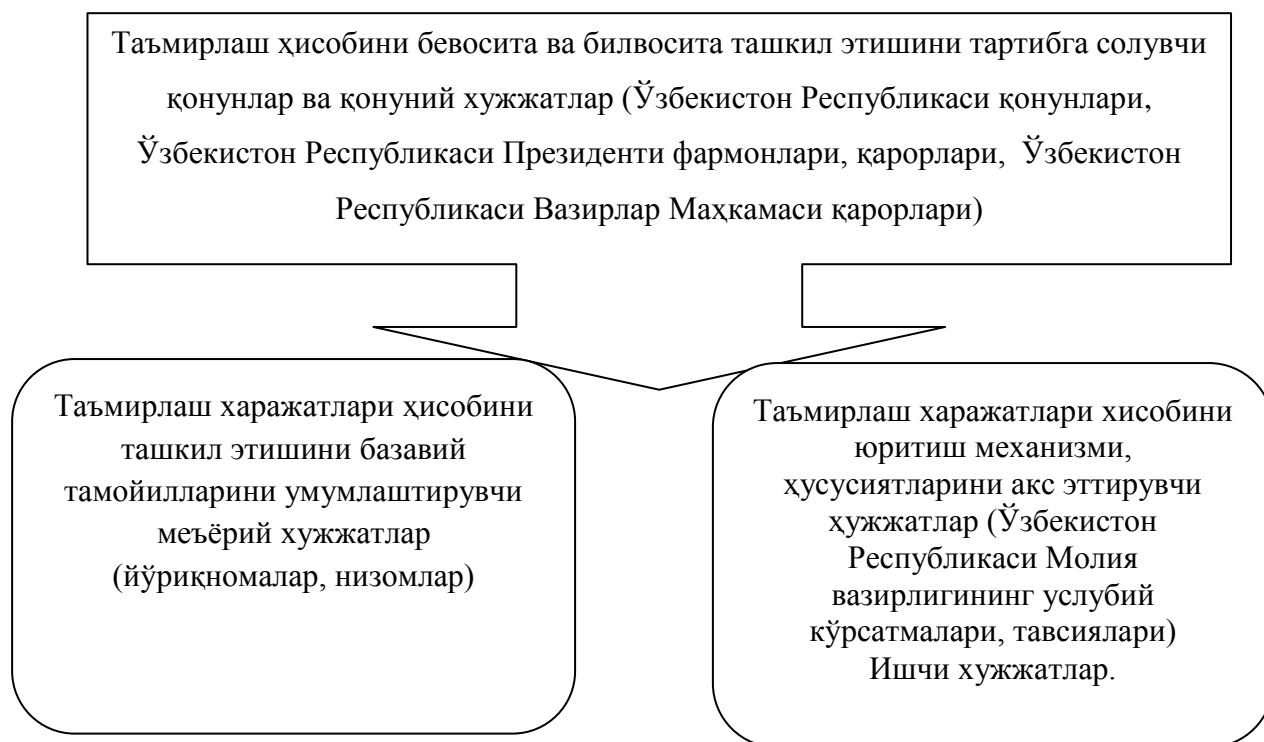 Таъмирлаш ҳисобини бевосита ва билвосита ташкил этишини тартибга солувчи
қонунлар ва қонуний хужжатлар (Ўзбекистон Республикаси қонунлари,
Ўзбекистон Республикаси Президенти фармонлари, қарорлари, Ўзбекистон
Республикаси Вазирлар Маҳкамаси қарорлари)
Таъмирлаш харажатлари ҳисобини
ташкил этишини базавий
тамойилларини умумлаштирувчи
меъёрий хужжатлар
(йўриқномалар, низомлар)
Таъмирлаш харажатлари хисобини
юритиш механизми,
ҳусусиятларини акс эттирувчи
ҳужжатлар (Ўзбекистон
Республикаси Молия
вазирлигининг услубий
кўрсатмалари, тавсиялари)
Ишчи хужжатлар.